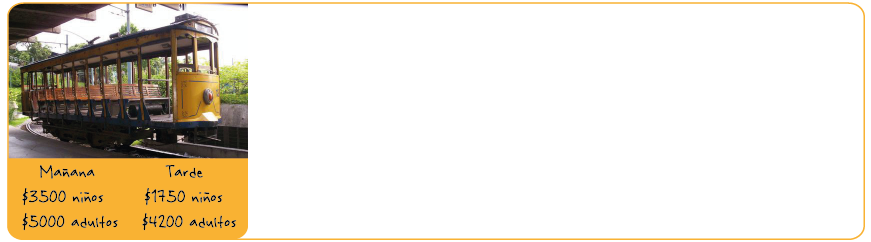 Mañana Tarde
$3500 niños $1750 niños
$5000 adultos $4200 adultos